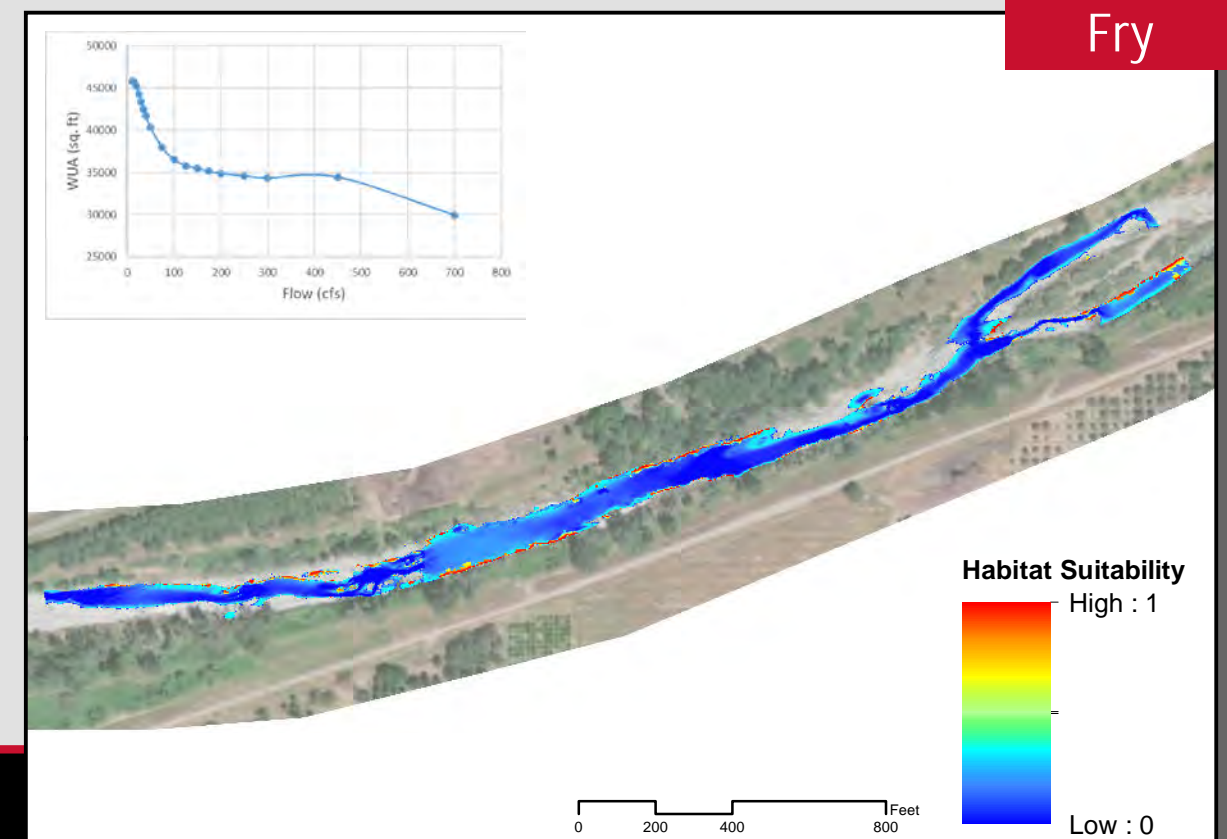 Fry
50000
45000
40000
35000
30000
25000
WUA (sq. ft)
0 100 200 300 400 500 600 700 800
Flow (cfs)
Habitat Suitability
High : 1
Low : 0
Feet
0 200 400 800